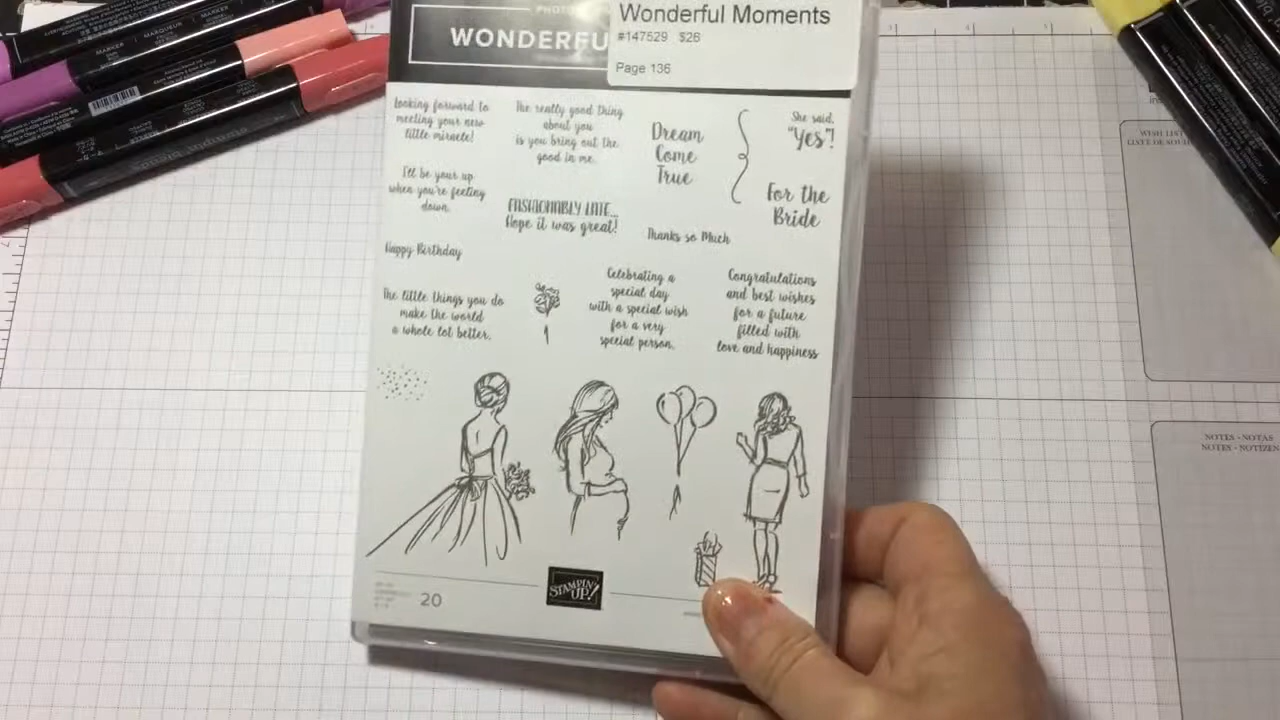 PHOTO
WONDERFU
Wonderful Moments
#147529 $26
Page 136
Looking forward to
meeting your new
little miracle!
The really good thing
about you
is you bring out the
good in me.
Dream
Come
True
She said,
"Yes"!
For the
Bride
I'll be your up
when you're feeling
down.
FASHIONABLY LATE...
Hope it was great!
Thanks so Much
Happy Birthday
The little things you do
make the world
a whole lot better.
Celebrating a
special day
with a special wish
for a very
special person.
Congratulations
and best wishes
for a future
filled with
love and happiness
20
STAMPIN' UP!
MARKER
MARQUEUR
MARKER
WISH LIST
LISTE DE SOUH
NOTES • NOTAS
NOTES • NOTIZEN